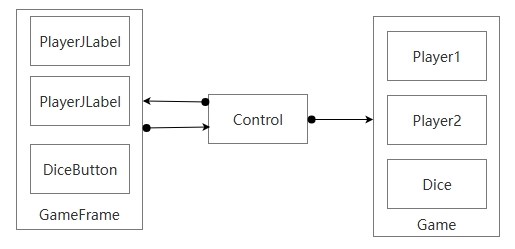 PlayerJLabel
PlayerJLabel
DiceButton
GameFrame
Control
Player1
Player2
Dice
Game